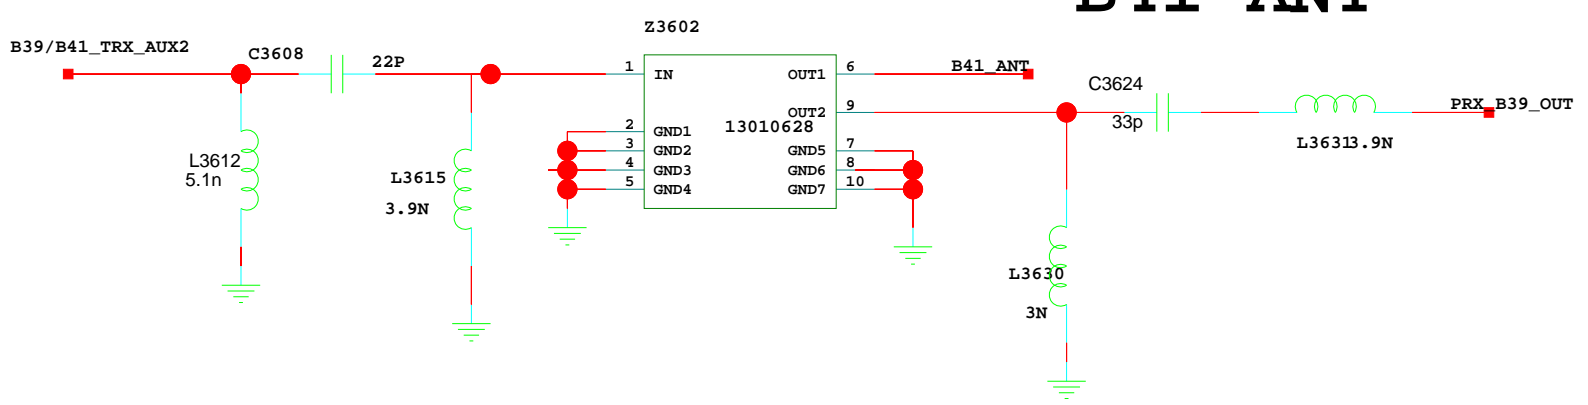 B41 ANT
Z3602
B39/B41_TRX_AUX2
C3608
22P
1 IN OUT1 6
B41_ANT
C3624
OUT2 9
33p
PRX_B39_OUT
13010628
2 GND1
3 GND2 GND5 7
4 GND3 GND6 8
5 GND4 GND7 10
L3631 3.9N
L3612
5.1n
L3615
3.9N
L3630
3N